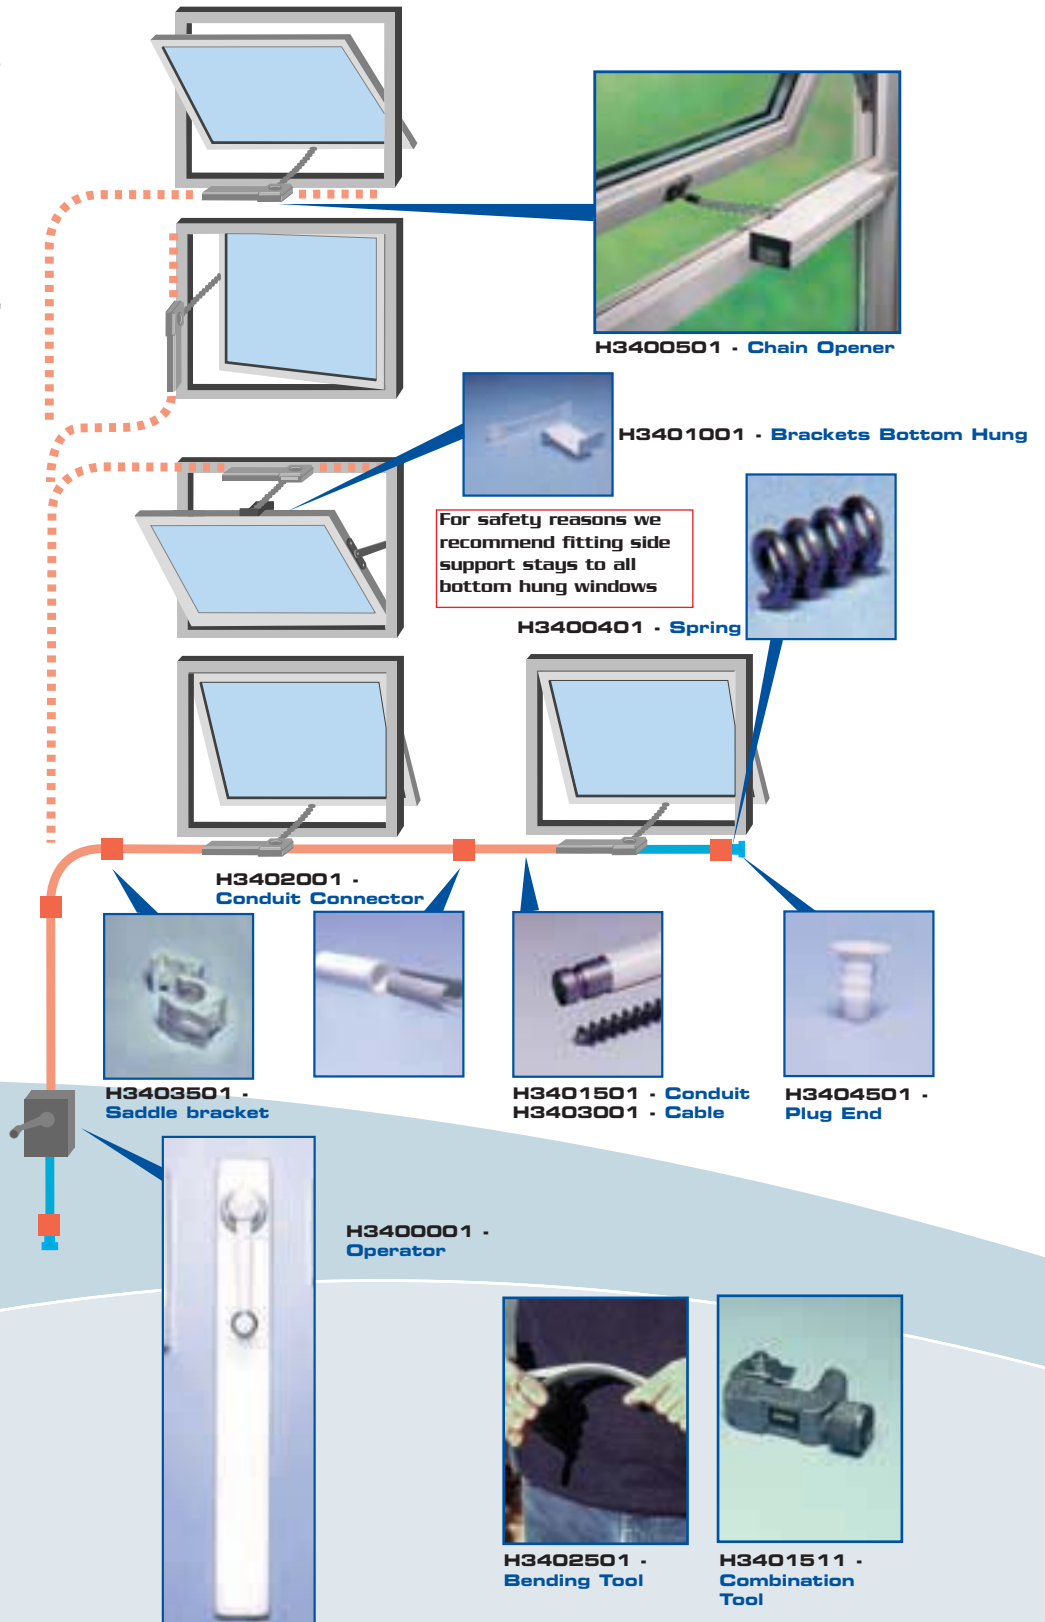 H3400501 - Chain Opener
H3401001 - Brackets Bottom Hung
For safety reasons we
recommend fitting side
support stays to all
bottom hung windows
H3400401 - Spring
H3402001 -
Conduit Connector
H3403501 -
Saddle bracket
H3401501 - Conduit
H3403001 - Cable
H3404501 -
Plug End
H3400001 -
Operator
H3402501 -
Bending Tool
H3401511 -
Combination
Tool